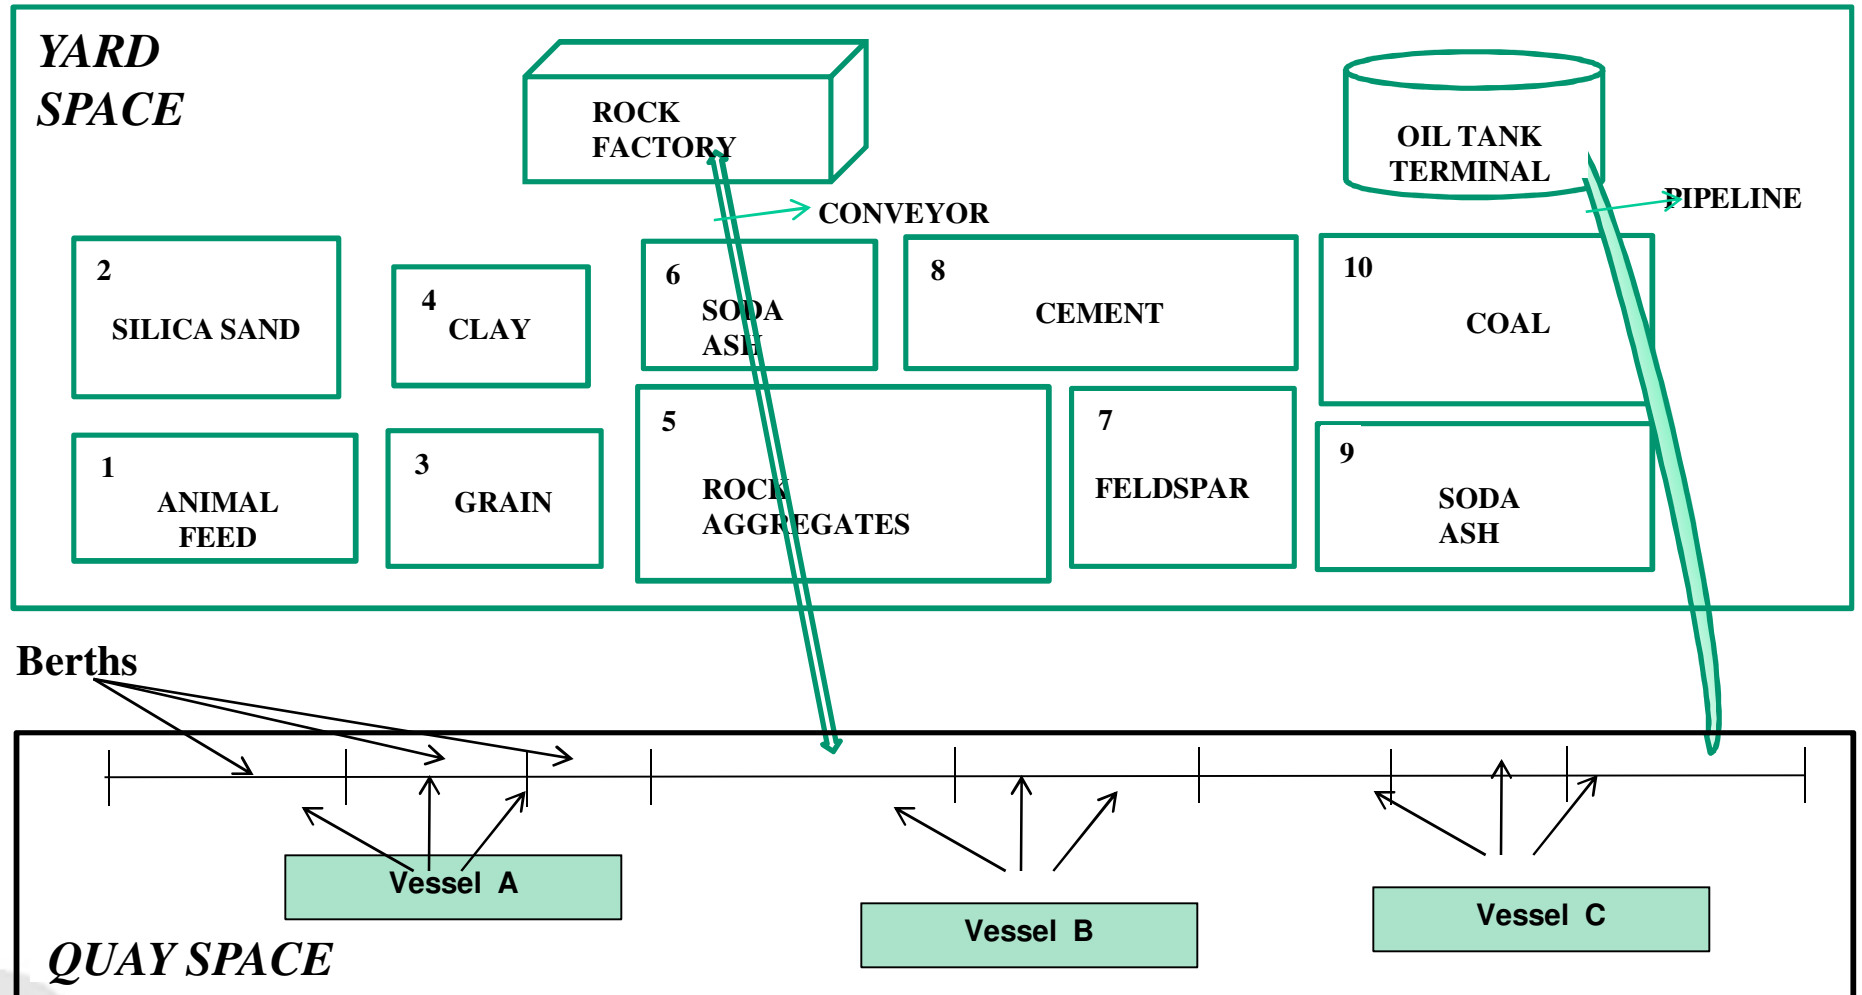 YARD
SPACE
ROCK
FACTORY
OIL TANK
TERMINAL
CONVEYOR
PIPELINE
2
SILICA SAND
4
CLAY
6
SODA
ASH
8
CEMENT
10
COAL
1
ANIMAL
FEED
3
GRAIN
5
ROCK
AGGREGATES
7
FELDSPAR
9
SODA
ASH
Berths
Vessel A
Vessel B
Vessel C
QUAY SPACE